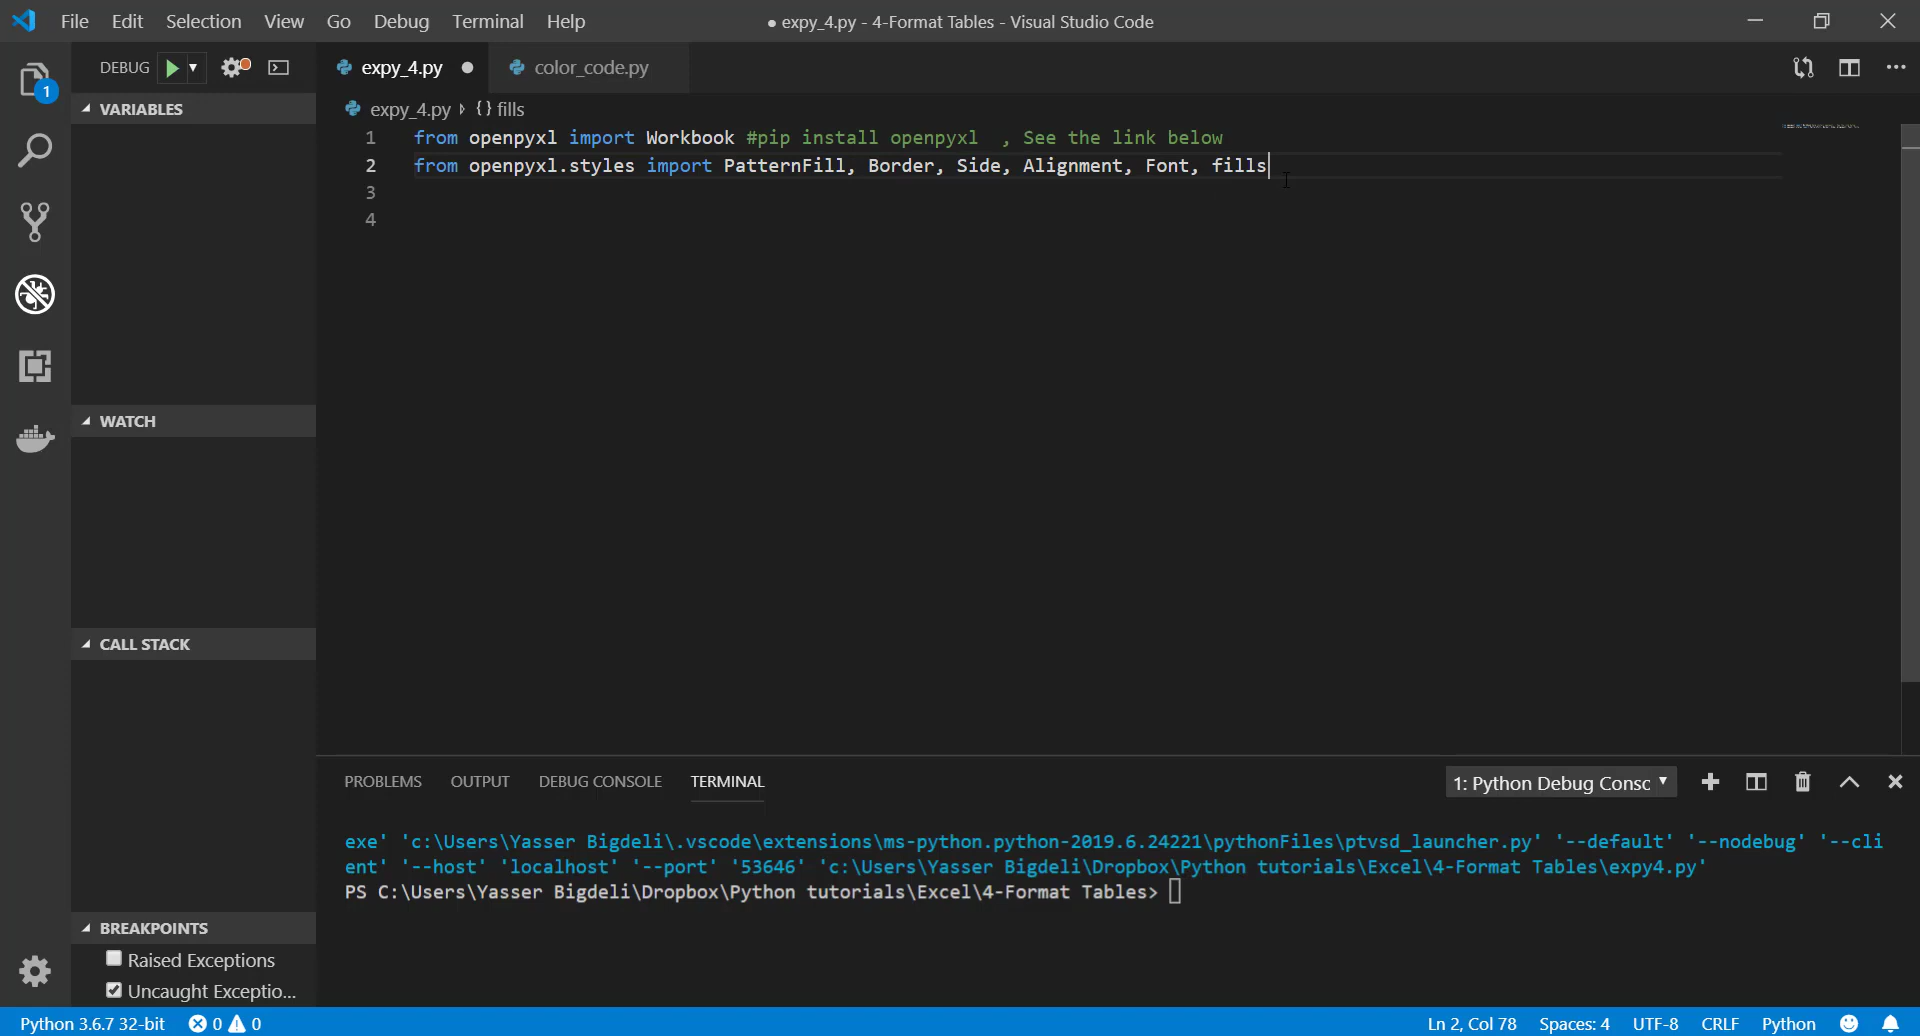 File Edit Selection View Go Debug Terminal Help
● expy_4.py - 4-Format Tables - Visual Studio Code
1
DEBUG
expy_4.py
color_code.py
VARIABLES
expy_4.py {} fills
1 from openpyxl import Workbook #pip install openpyxl  , See the link below
2 from openpyxl.styles import PatternFill, Border, Side, Alignment, Font, fills
3
4
WATCH
CALL STACK
BREAKPOINTS
Raised Exceptions
Uncaught Exceptio...
PROBLEMS OUTPUT DEBUG CONSOLE TERMINAL
1: Python Debug Consc
exe' 'c:\Users\Yasser Bigdeli\.vscode\extensions\ms-python.python-2019.6.24221\pythonFiles\ptvsd_launcher.py' '--default' '--nodebug' '--cli
ent' '--host' 'localhost' '--port' '53646' 'c:\Users\Yasser Bigdeli\Dropbox\Python tutorials\Excel\4-Format Tables\expy4.py'
PS C:\Users\Yasser Bigdeli\Dropbox\Python tutorials\Excel\4-Format Tables>
Python 3.6.7 32-bit 0 0
Ln 2, Col 78 Spaces: 4 UTF-8 CRLF Python